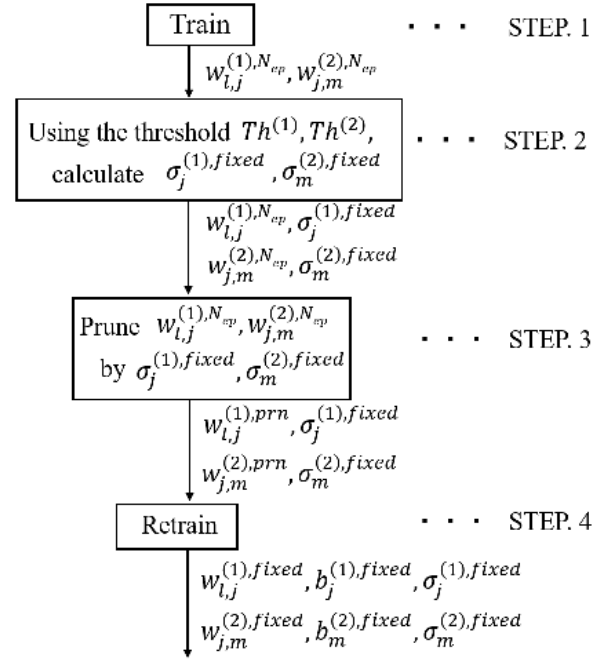 Train · · · STEP. 1
w_{l,j}^{(1),N_{ep}}, w_{j,m}^{(2),N_{ep}}
Using the threshold Th^{(1)}, Th^{(2)}, · · · STEP. 2
calculate σ_j^{(1),fixed}, σ_m^{(2),fixed}
w_{l,j}^{(1),N_{ep}}, σ_j^{(1),fixed}
w_{j,m}^{(2),N_{ep}}, σ_m^{(2),fixed}
Prune w_{l,j}^{(1),N_{ep}}, w_{j,m}^{(2),N_{ep}} · · · STEP. 3
by σ_j^{(1),fixed}, σ_m^{(2),fixed}
w_{l,j}^{(1),prn}, σ_j^{(1),fixed}
w_{j,m}^{(2),prn}, σ_m^{(2),fixed}
Retrain · · · STEP. 4
w_{l,j}^{(1),fixed}, b_j^{(1),fixed}, σ_j^{(1),fixed}
w_{j,m}^{(2),fixed}, b_m^{(2),fixed}, σ_m^{(2),fixed}